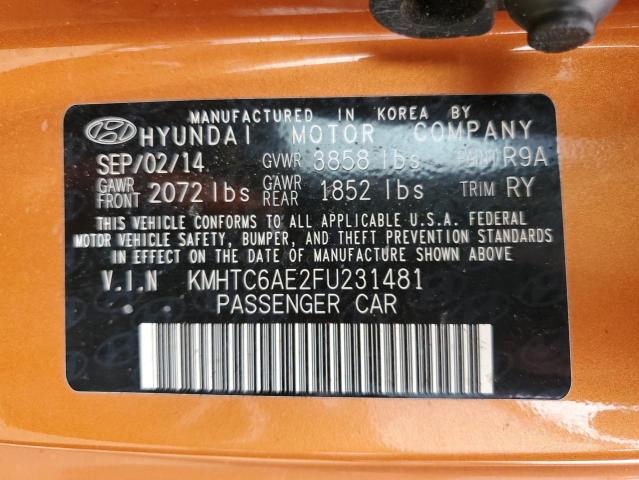 MANUFACTURED IN KOREA BY
HYUNDAI MOTOR COMPANY
SEP/02/14 GVWR 3858 lbs PAINT R9A
GAWR FRONT 2072 lbs GAWR REAR 1852 lbs TRIM RY
THIS VEHICLE CONFORMS TO ALL APPLICABLE U.S.A. FEDERAL
MOTOR VEHICLE SAFETY, BUMPER, AND THEFT PREVENTION STANDARDS
IN EFFECT ON THE DATE OF MANUFACTURE SHOWN ABOVE
V.I.N KMHTC6AE2FU231481
PASSENGER CAR